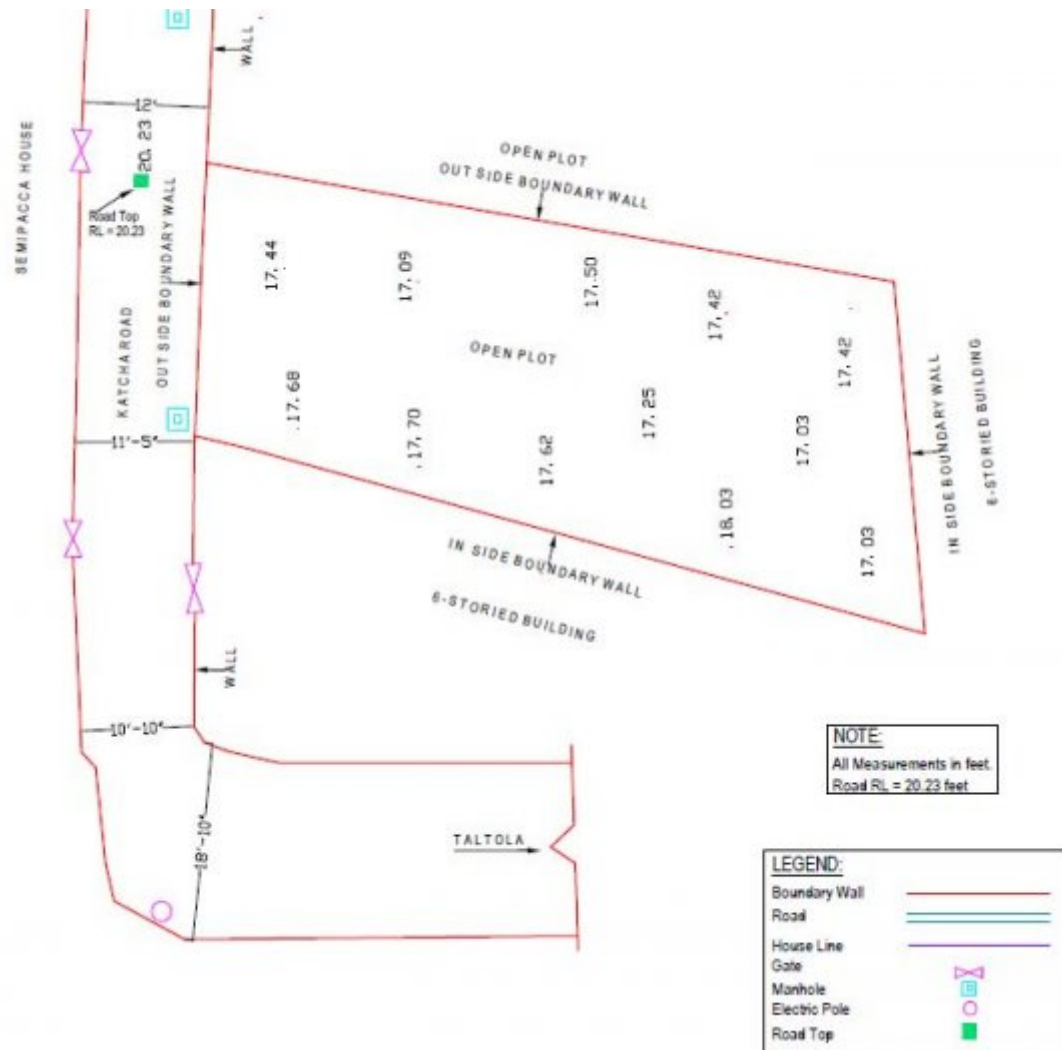 WALL
12'
SEMIPACCA HOUSE
20.23
Road Top
RL = 20.23
KATCHA ROAD
OUT SIDE BOUNDARY WALL
OPEN PLOT
OUT SIDE BOUNDARY WALL
17.44
17.09
17.50
17.42
17.42
OPEN PLOT
17.68
17.70
17.62
17.25
17.03
18.03
17.03
IN SIDE BOUNDARY WALL
6-STORIED BUILDING
11'-5"
IN SIDE BOUNDARY WALL
6-STORIED BUILDING
WALL
10'-10"
18'-10"
TALTOLA
NOTE:
All Measurements in feet.
Road RL = 20.23 feet
LEGEND:
Boundary Wall
Road
House Line
Gate
Manhole
Electric Pole
Road Top